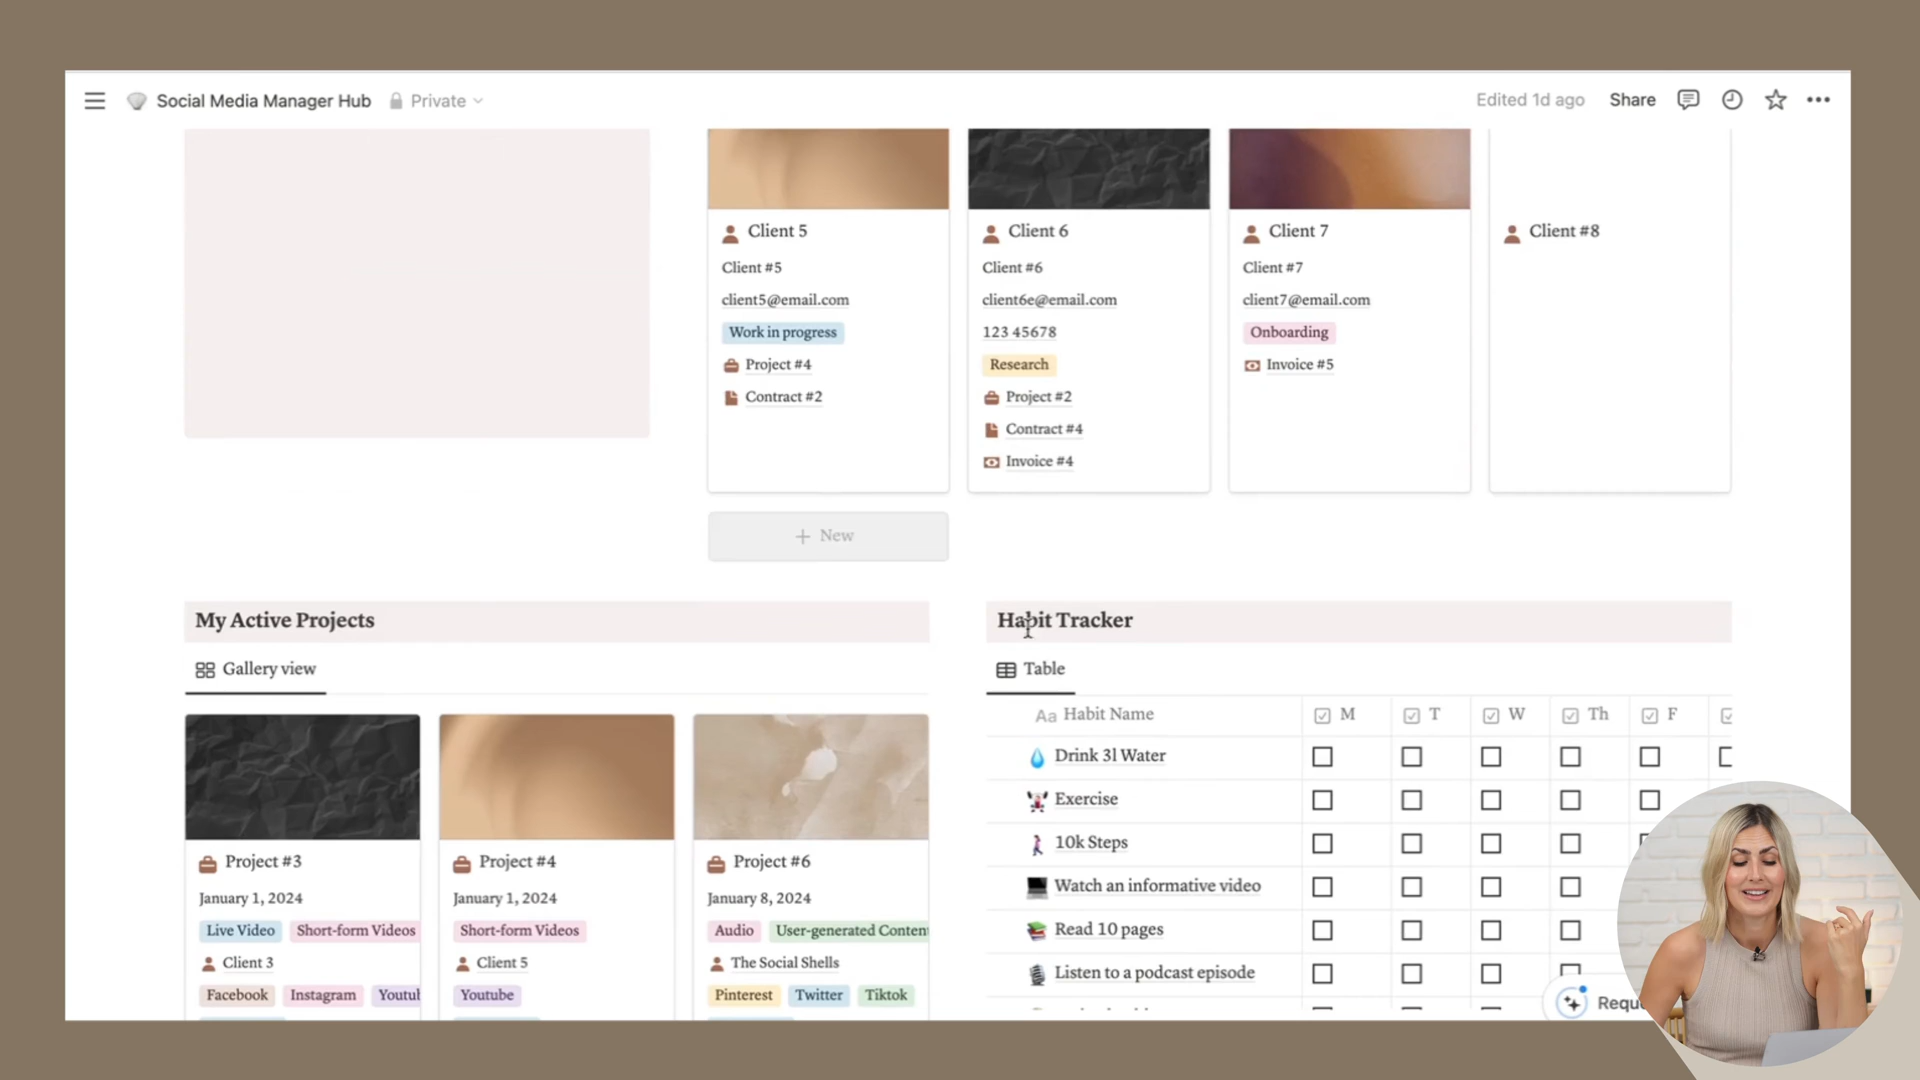 Social Media Manager Hub Private
Edited 1d ago Share
Client 5
Client #5
client5@email.com
Work in progress
Project #4
Contract #2
Client 6
Client #6
client6e@email.com
123 45678
Research
Project #2
Contract #4
Invoice #4
Client 7
Client #7
client7@email.com
Onboarding
Invoice #5
Client #8
+ New
My Active Projects
Gallery view
Project #3
January 1, 2024
Live Video Short-form Videos
Client 3
Facebook Instagram
Project #4
January 1, 2024
Short-form Videos
Client 5
Youtube
Project #6
January 8, 2024
Audio User-generated
The Social Shells
Pinterest Twitter Tiktok
Habit Tracker
Table
Aa Habit Name M T W Th F
Drink 3l Water
Exercise
10k Steps
Watch an informative video
Read 10 pages
Listen to a podcast episode